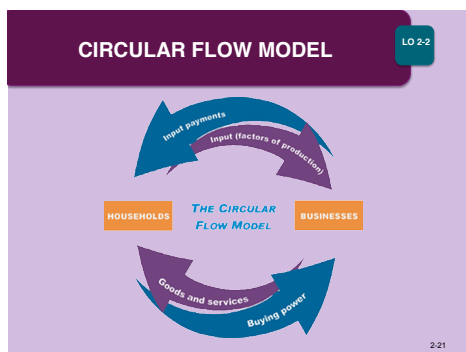 CIRCULAR FLOW MODEL
LO 2-2
Input payments
Input (factors of production)
HOUSEHOLDS
THE CIRCULAR
FLOW MODEL
BUSINESSES
Goods and services
Buying power
2-21